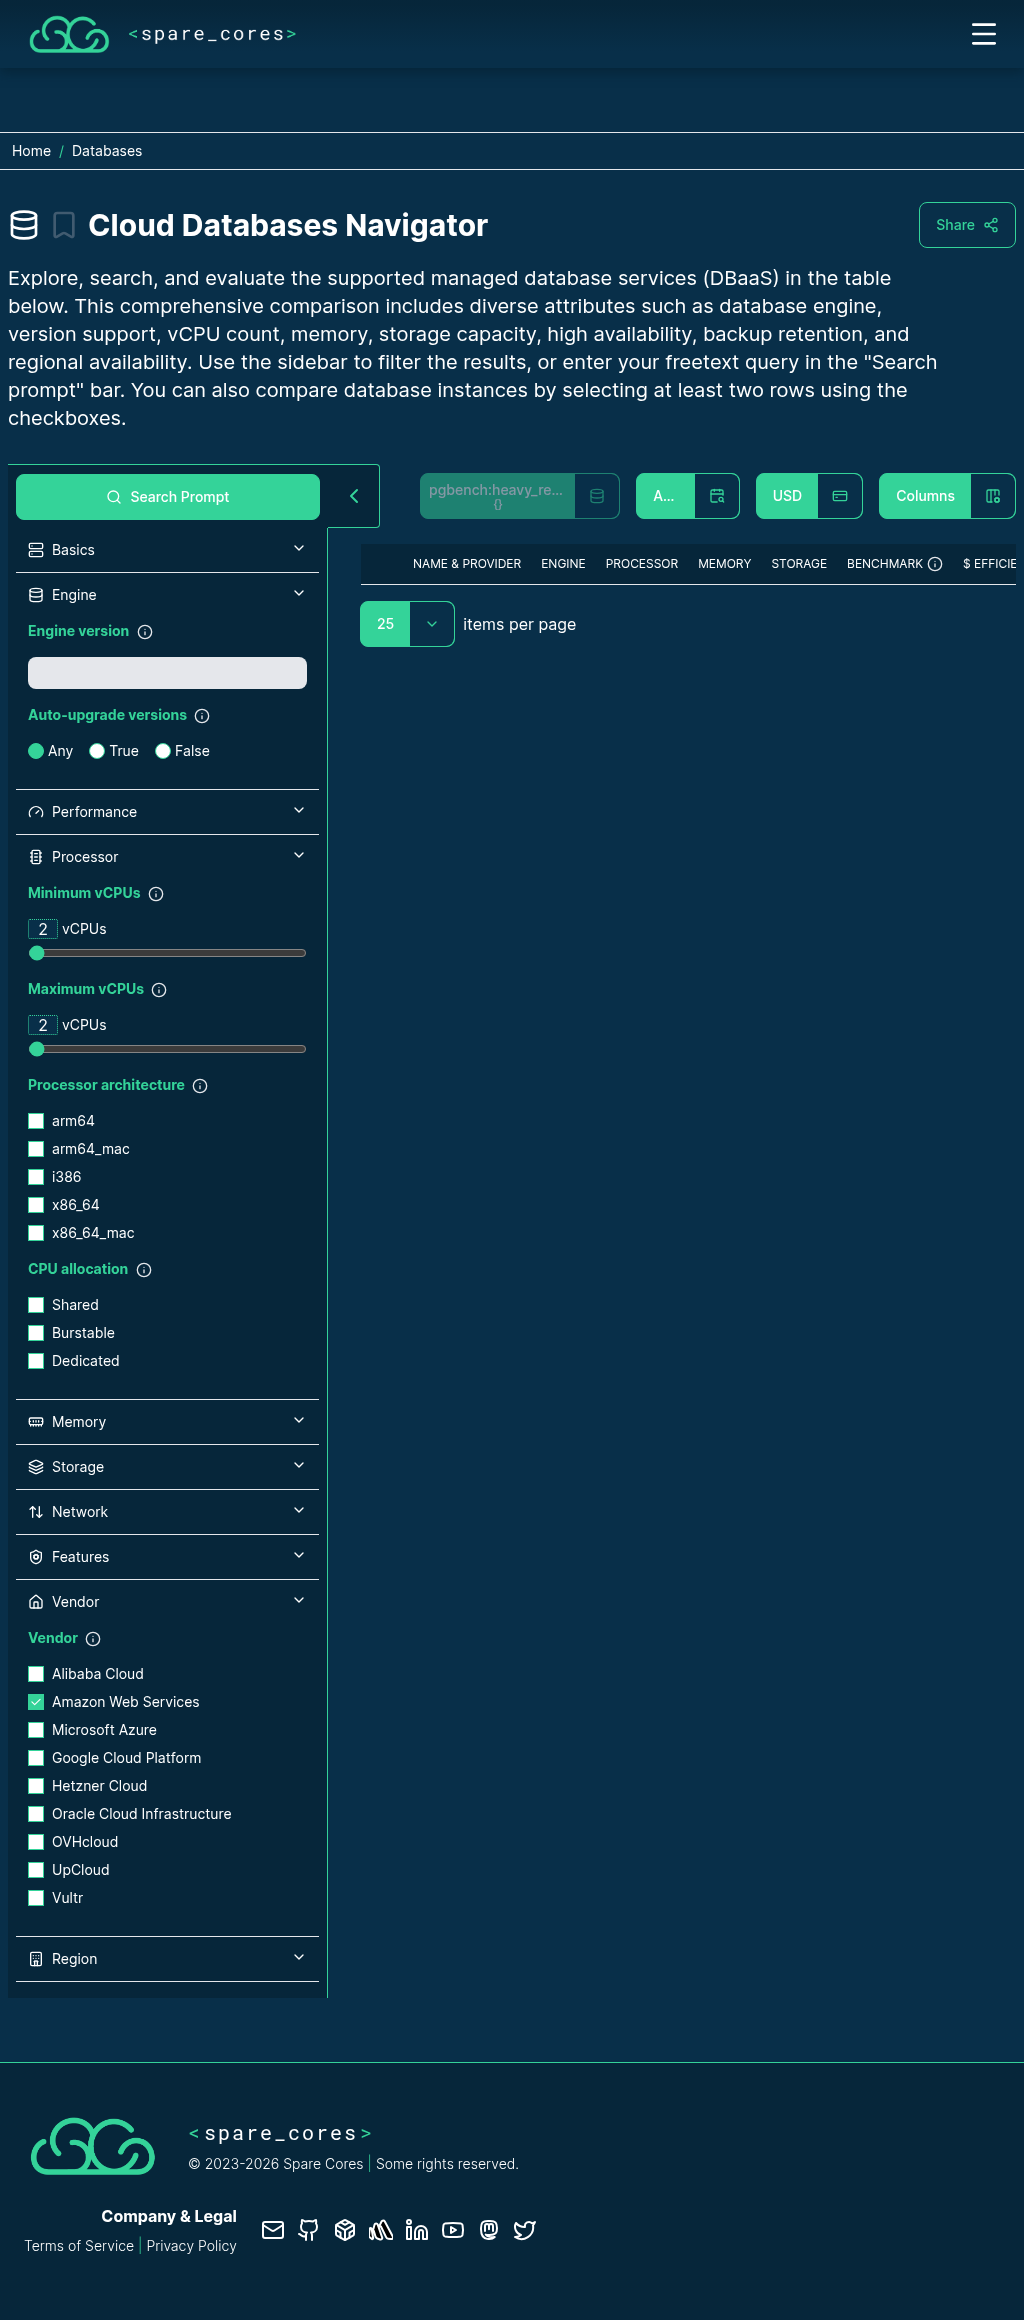 <spare_cores>
Home / Databases
Cloud Databases Navigator
Share
Explore, search, and evaluate the supported managed database services (DBaaS) in the table
below. This comprehensive comparison includes diverse attributes such as database engine,
version support, vCPU count, memory, storage capacity, high availability, backup retention, and
regional availability. Use the sidebar to filter the results, or enter your freetext query in the "Search
prompt" bar. You can also compare database instances by selecting at least two rows using the
checkboxes.
Search Prompt
pgbench:heavy_re...
{}
A...
USD
Columns
NAME & PROVIDER ENGINE PROCESSOR MEMORY STORAGE BENCHMARK $ EFFICIE
25 items per page
Basics
Engine
Engine version
Auto-upgrade versions
Any True False
Performance
Processor
Minimum vCPUs
2 vCPUs
Maximum vCPUs
2 vCPUs
Processor architecture
arm64
arm64_mac
i386
x86_64
x86_64_mac
CPU allocation
Shared
Burstable
Dedicated
Memory
Storage
Network
Features
Vendor
Vendor
Alibaba Cloud
Amazon Web Services
Microsoft Azure
Google Cloud Platform
Hetzner Cloud
Oracle Cloud Infrastructure
OVHcloud
UpCloud
Vultr
Region
<spare_cores>
© 2023-2026 Spare Cores | Some rights reserved.
Company & Legal
Terms of Service | Privacy Policy